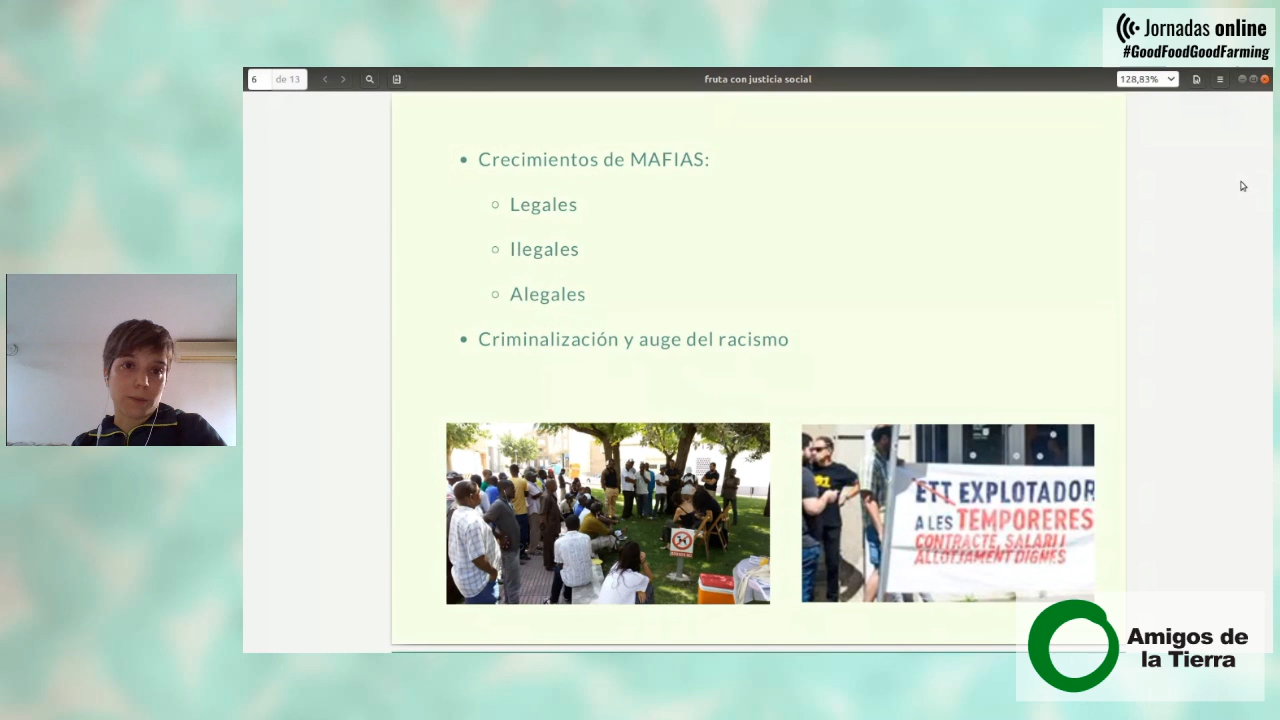 Jornadas online
#GoodFoodGoodFarming
6 de 13
fruta con justicia social
128,83%
• Crecimientos de MAFIAS:
○ Legales
○ Ilegales
○ Alegales
• Criminalización y auge del racismo
ETT EXPLOTADOR
A LES TEMPORERES
CONTRACTE, SALARI I
ALLOTJAMENT DIGNES
Amigos de
la Tierra